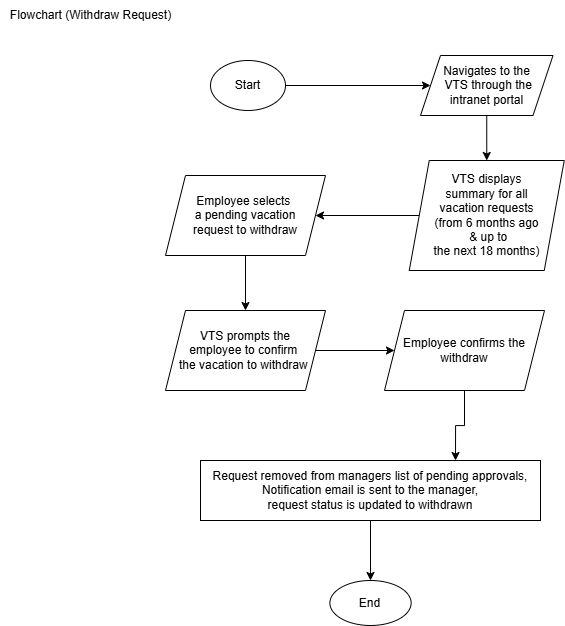 Flowchart (Withdraw Request)
Start
Navigates to the
VTS through the
intranet portal
VTS displays
summary for all
vacation requests
(from 6 months ago
& up to
the next 18 months)
Employee selects
a pending vacation
request to withdraw
VTS prompts the
employee to confirm
the vacation to withdraw
Employee confirms the
withdraw
Request removed from managers list of pending approvals,
Notification email is sent to the manager,
request status is updated to withdrawn
End